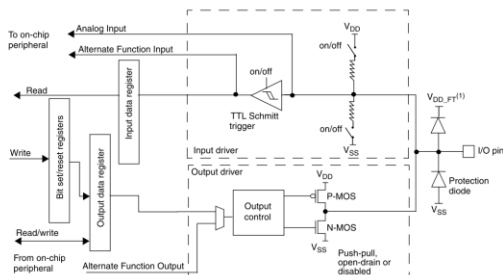 Analog Input
To on-chip
peripheral
Alternate Function Input
Read
Write
Read/write
From on-chip
peripheral
Alternate Function Output
Bit set/reset registers
Input data register
Output data register
on/off
TTL Schmitt
trigger
Input driver
VDD
on/off
on/off
VSS
Output driver
Output
control
VDD
P-MOS
N-MOS
VSS
Push-pull,
open-drain or
disabled
VDD_FT(1)
I/O pin
Protection
diode
VSS